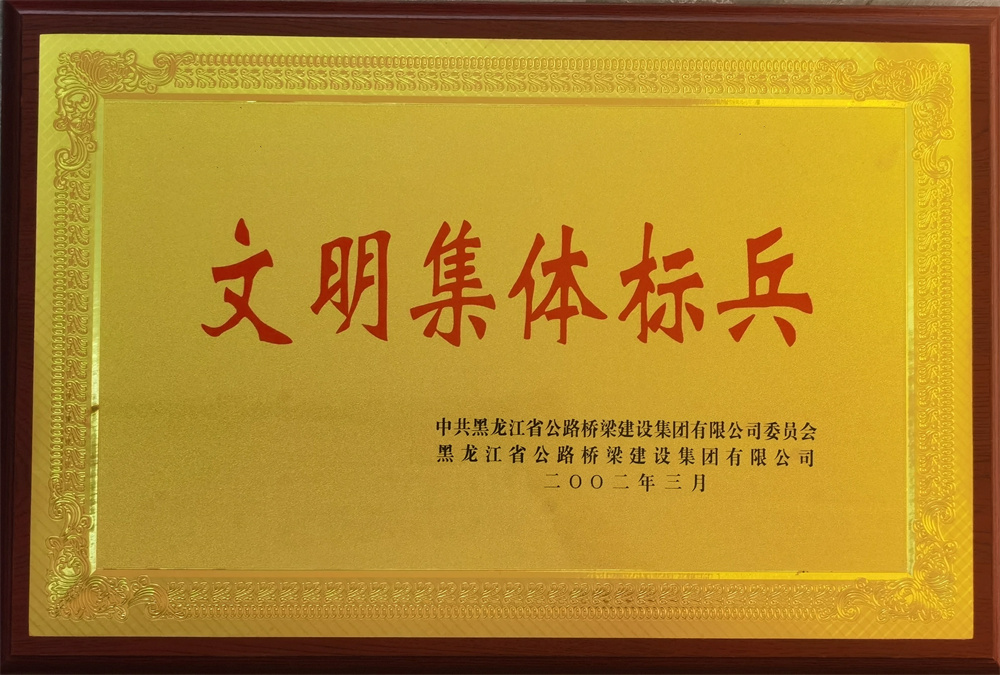 文明集体标兵
中共黑龙江省公路桥梁建设集团有限公司委员会
黑龙江省公路桥梁建设集团有限公司
二〇〇二年三月